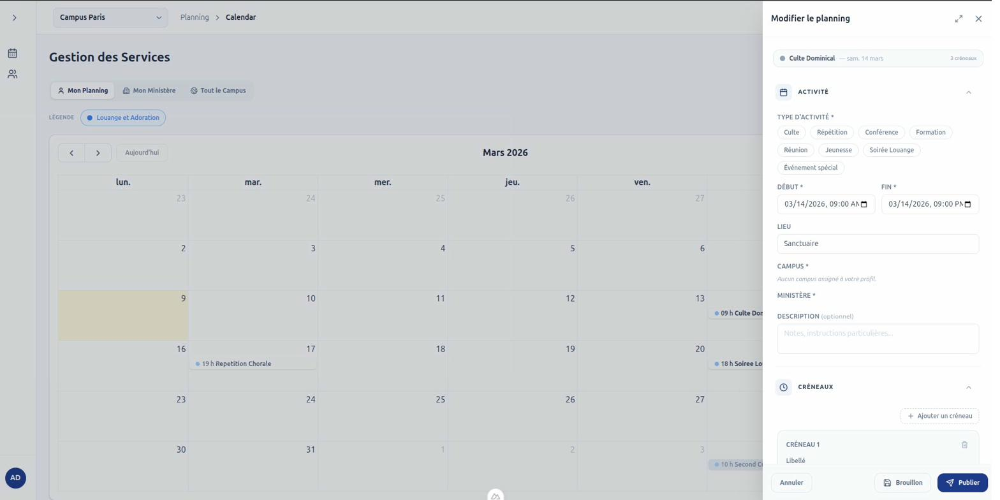 Campus Paris
Planning > Calendar
Gestion des Services
Mon Planning Mon Ministère Tout le Campus
LÉGENDE Louange et Adoration
Aujourd'hui
Mars 2026
lun. mar. mer. jeu. ven.
23 24 25 26 27
2 3 4 5 6
9 10 11 12 13
09 h Culte Dor
16 17 18 19 20
19 h Repetition Chorale
18 h Soiree Lo
23 24 25 26 27
30 31 1 2 3
10 h Second C
AD
Modifier le planning
Culte Dominical — sam. 14 mars 3 créneaux
ACTIVITÉ
TYPE D'ACTIVITÉ *
Culte Répétition Conférence Formation
Réunion Jeunesse Soirée Louange
Événement spécial
DÉBUT * FIN *
03/14/2026, 09:00 AM 03/14/2026, 09:00 PM
LIEU
Sanctuaire
CAMPUS *
Aucun campus assigné à votre profil.
MINISTÈRE *
DESCRIPTION (optionnel)
Notes, instructions particulières...
CRÉNEAUX
+ Ajouter un créneau
CRÉNEAU 1
Libellé
Annuler Brouillon Publier